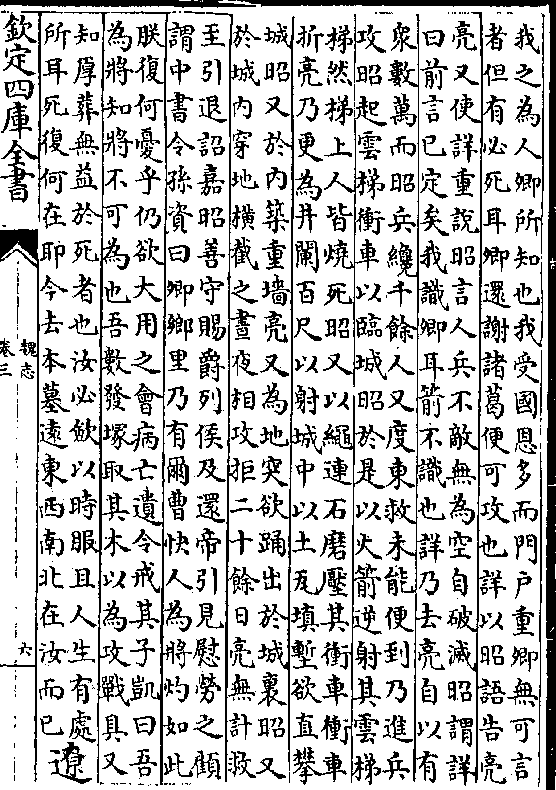 我之為人卿所知也我受國恩多而門戶重卿無可言
者但有必死耳卿還謝諸葛便可攻也詳以昭語告亮
亮又使詳重說昭言人兵不敵無為空自破滅昭謂詳
曰前言已定矣我識卿耳箭不識也詳乃去亮自以有
衆數萬而昭兵纔千餘人又度東救未能便到乃進兵
攻昭起雲梯衝車以臨城昭於是以火箭逆射其雲梯
梯然梯上人皆燒死昭又以繩連石磨壓其衝車衝車
折亮乃更為井闌百尺以射城中以土瓦填塹欲直攀
城昭又於內築重墻亮又為地突欲踊出於城裏昭又
於城內穿地橫截之晝夜相攻拒二十餘日亮無計救
至引退詔嘉昭善守賜爵列侯及還帝引見慰勞之顧
謂中書令孫資曰卿鄉里乃有爾曹快人為將灼如此
朕復何憂乎仍欲大用之會病亡遺令戒其子凱曰吾
為將知將不可為也吾數發塚取其木以為攻戰具又
知厚葬無益於死者也汝必歛以時服且人生有處
所耳死復何在耶今去本墓遠東西南北在汝而已 遼
欽定四庫全書
魏志
卷三
六